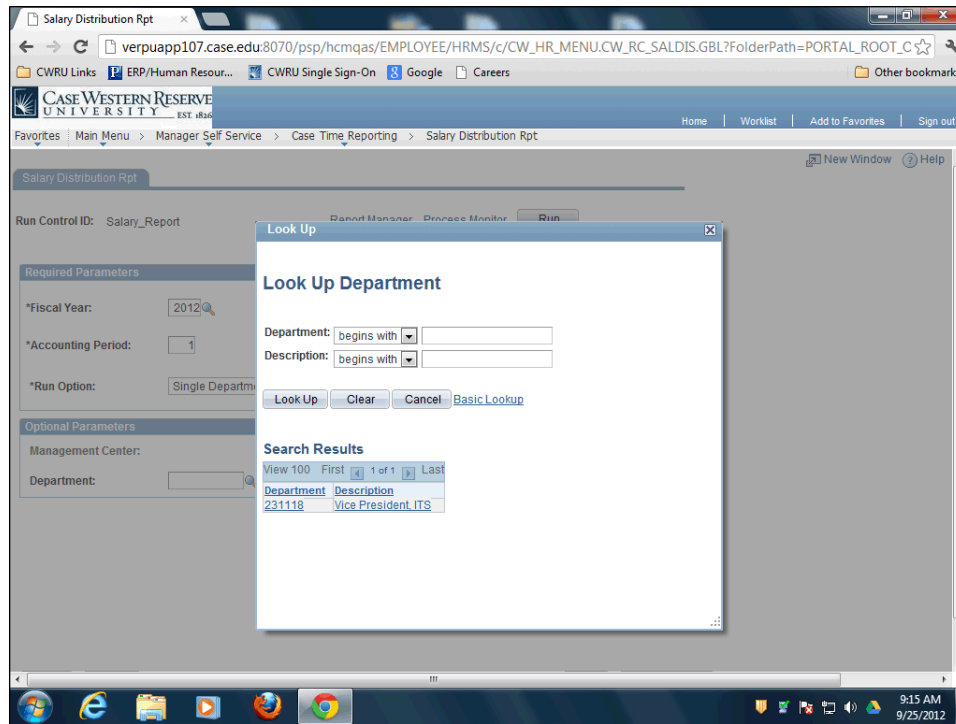 Salary Distribution Rpt
verpuapp107.case.edu:8070/psp/hcmqas/EMPLOYEE/HRMS/c/CW_HR_MENU.CW_RC_SALDIS.GBL?FolderPath=PORTAL_ROOT_O
CWRU Links ERP/Human Resour... CWRU Single Sign-On Google Careers Other bookmark
CASE WESTERN RESERVE
UNIVERSITY EST. 1826
Home | Worklist | Add to Favorites | Sign out
Favorites Main Menu > Manager Self Service > Case Time Reporting > Salary Distribution Rpt
New Window Help
Salary Distribution Rpt
Run Control ID: Salary_Report Report Manager Process Monitor Run
Look Up
Required Parameters
Look Up Department
*Fiscal Year: 2012
Department: begins with
*Accounting Period: 1
Description: begins with
*Run Option: Single Departm
Look Up Clear Cancel Basic Lookup
Optional Parameters
Management Center:
Search Results
View 100 First 1 of 1 Last
Department:
Department Description
231118 Vice President, ITS
9:15 AM
9/25/2012